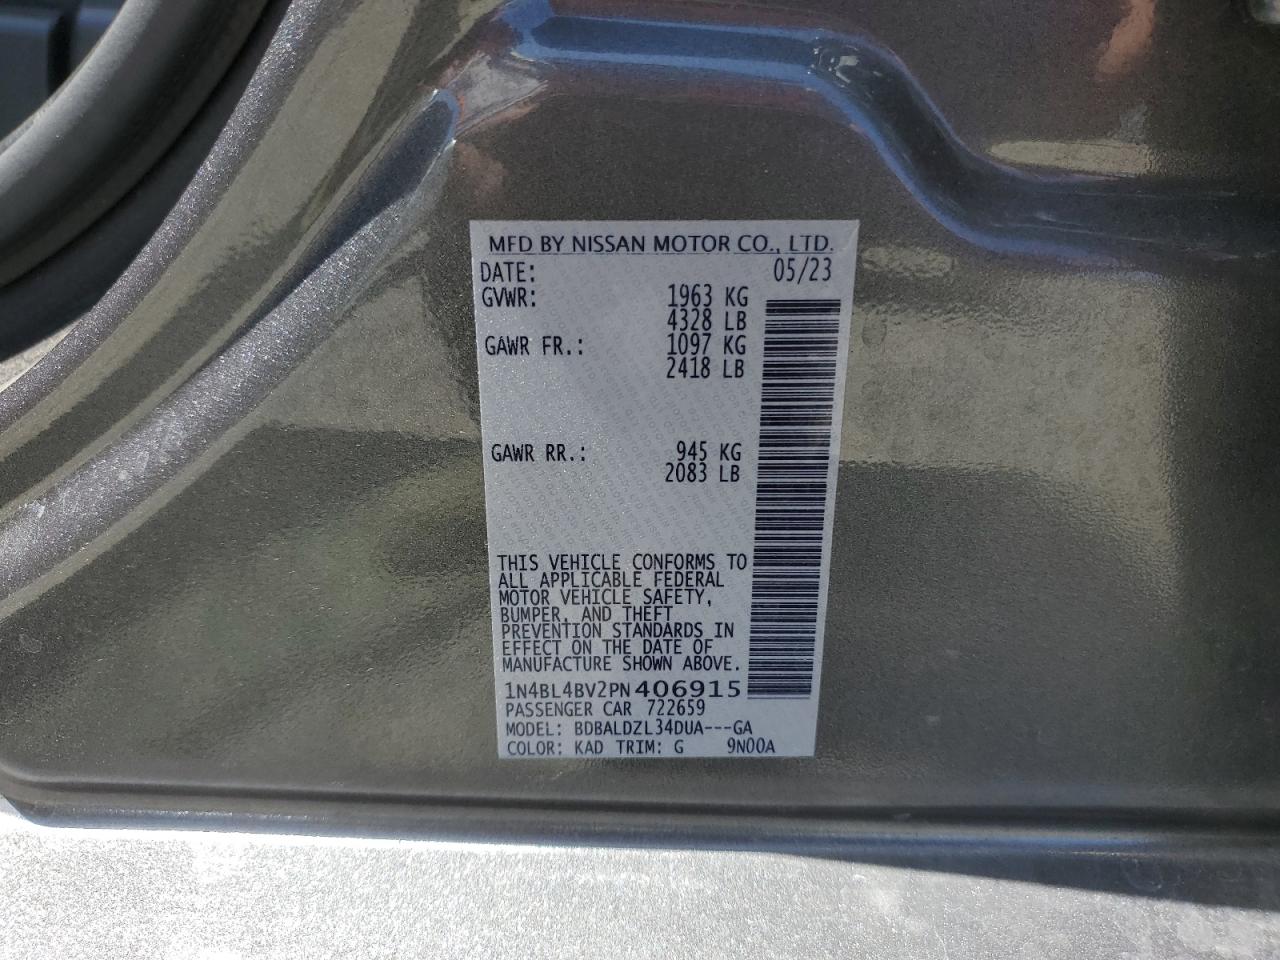 MFD BY NISSAN MOTOR CO., LTD.
DATE: 05/23
GVWR: 1963 KG
4328 LB
GAWR FR.: 1097 KG
2418 LB
GAWR RR.: 945 KG
2083 LB
THIS VEHICLE CONFORMS TO
ALL APPLICABLE FEDERAL
MOTOR VEHICLE SAFETY,
BUMPER, AND THEFT
PREVENTION STANDARDS IN
EFFECT ON THE DATE OF
MANUFACTURE SHOWN ABOVE.
1N4BL4BV2PN406915
PASSENGER CAR 722659
MODEL: BDBALDZL34DUA---GA
COLOR: KAD TRIM: G 9N00A